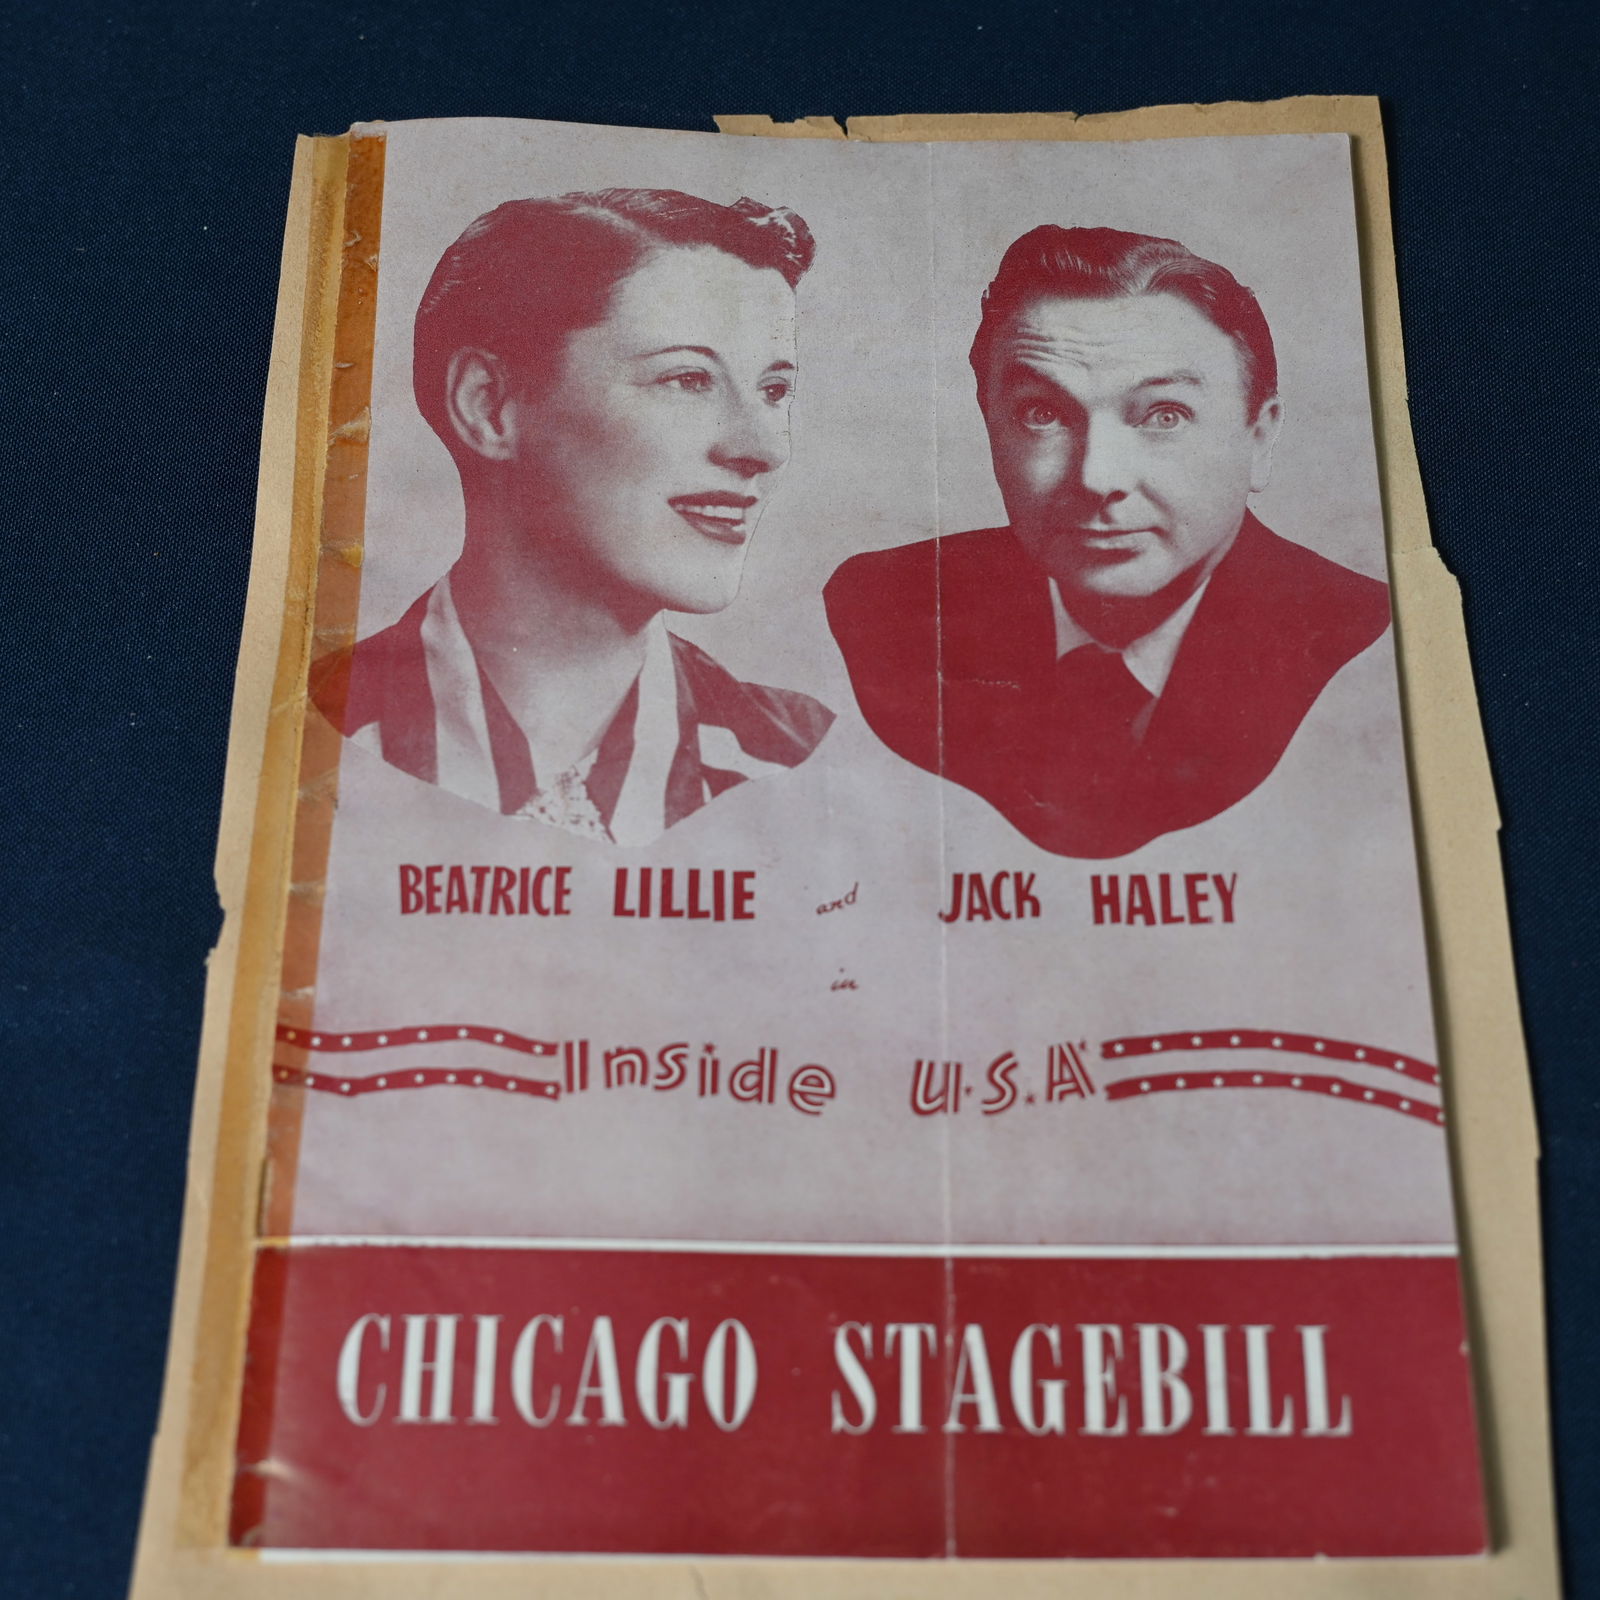 BEATRICE LILLIE and JACK HALEY
in
Inside U.S.A
CHICAGO STAGEBILL